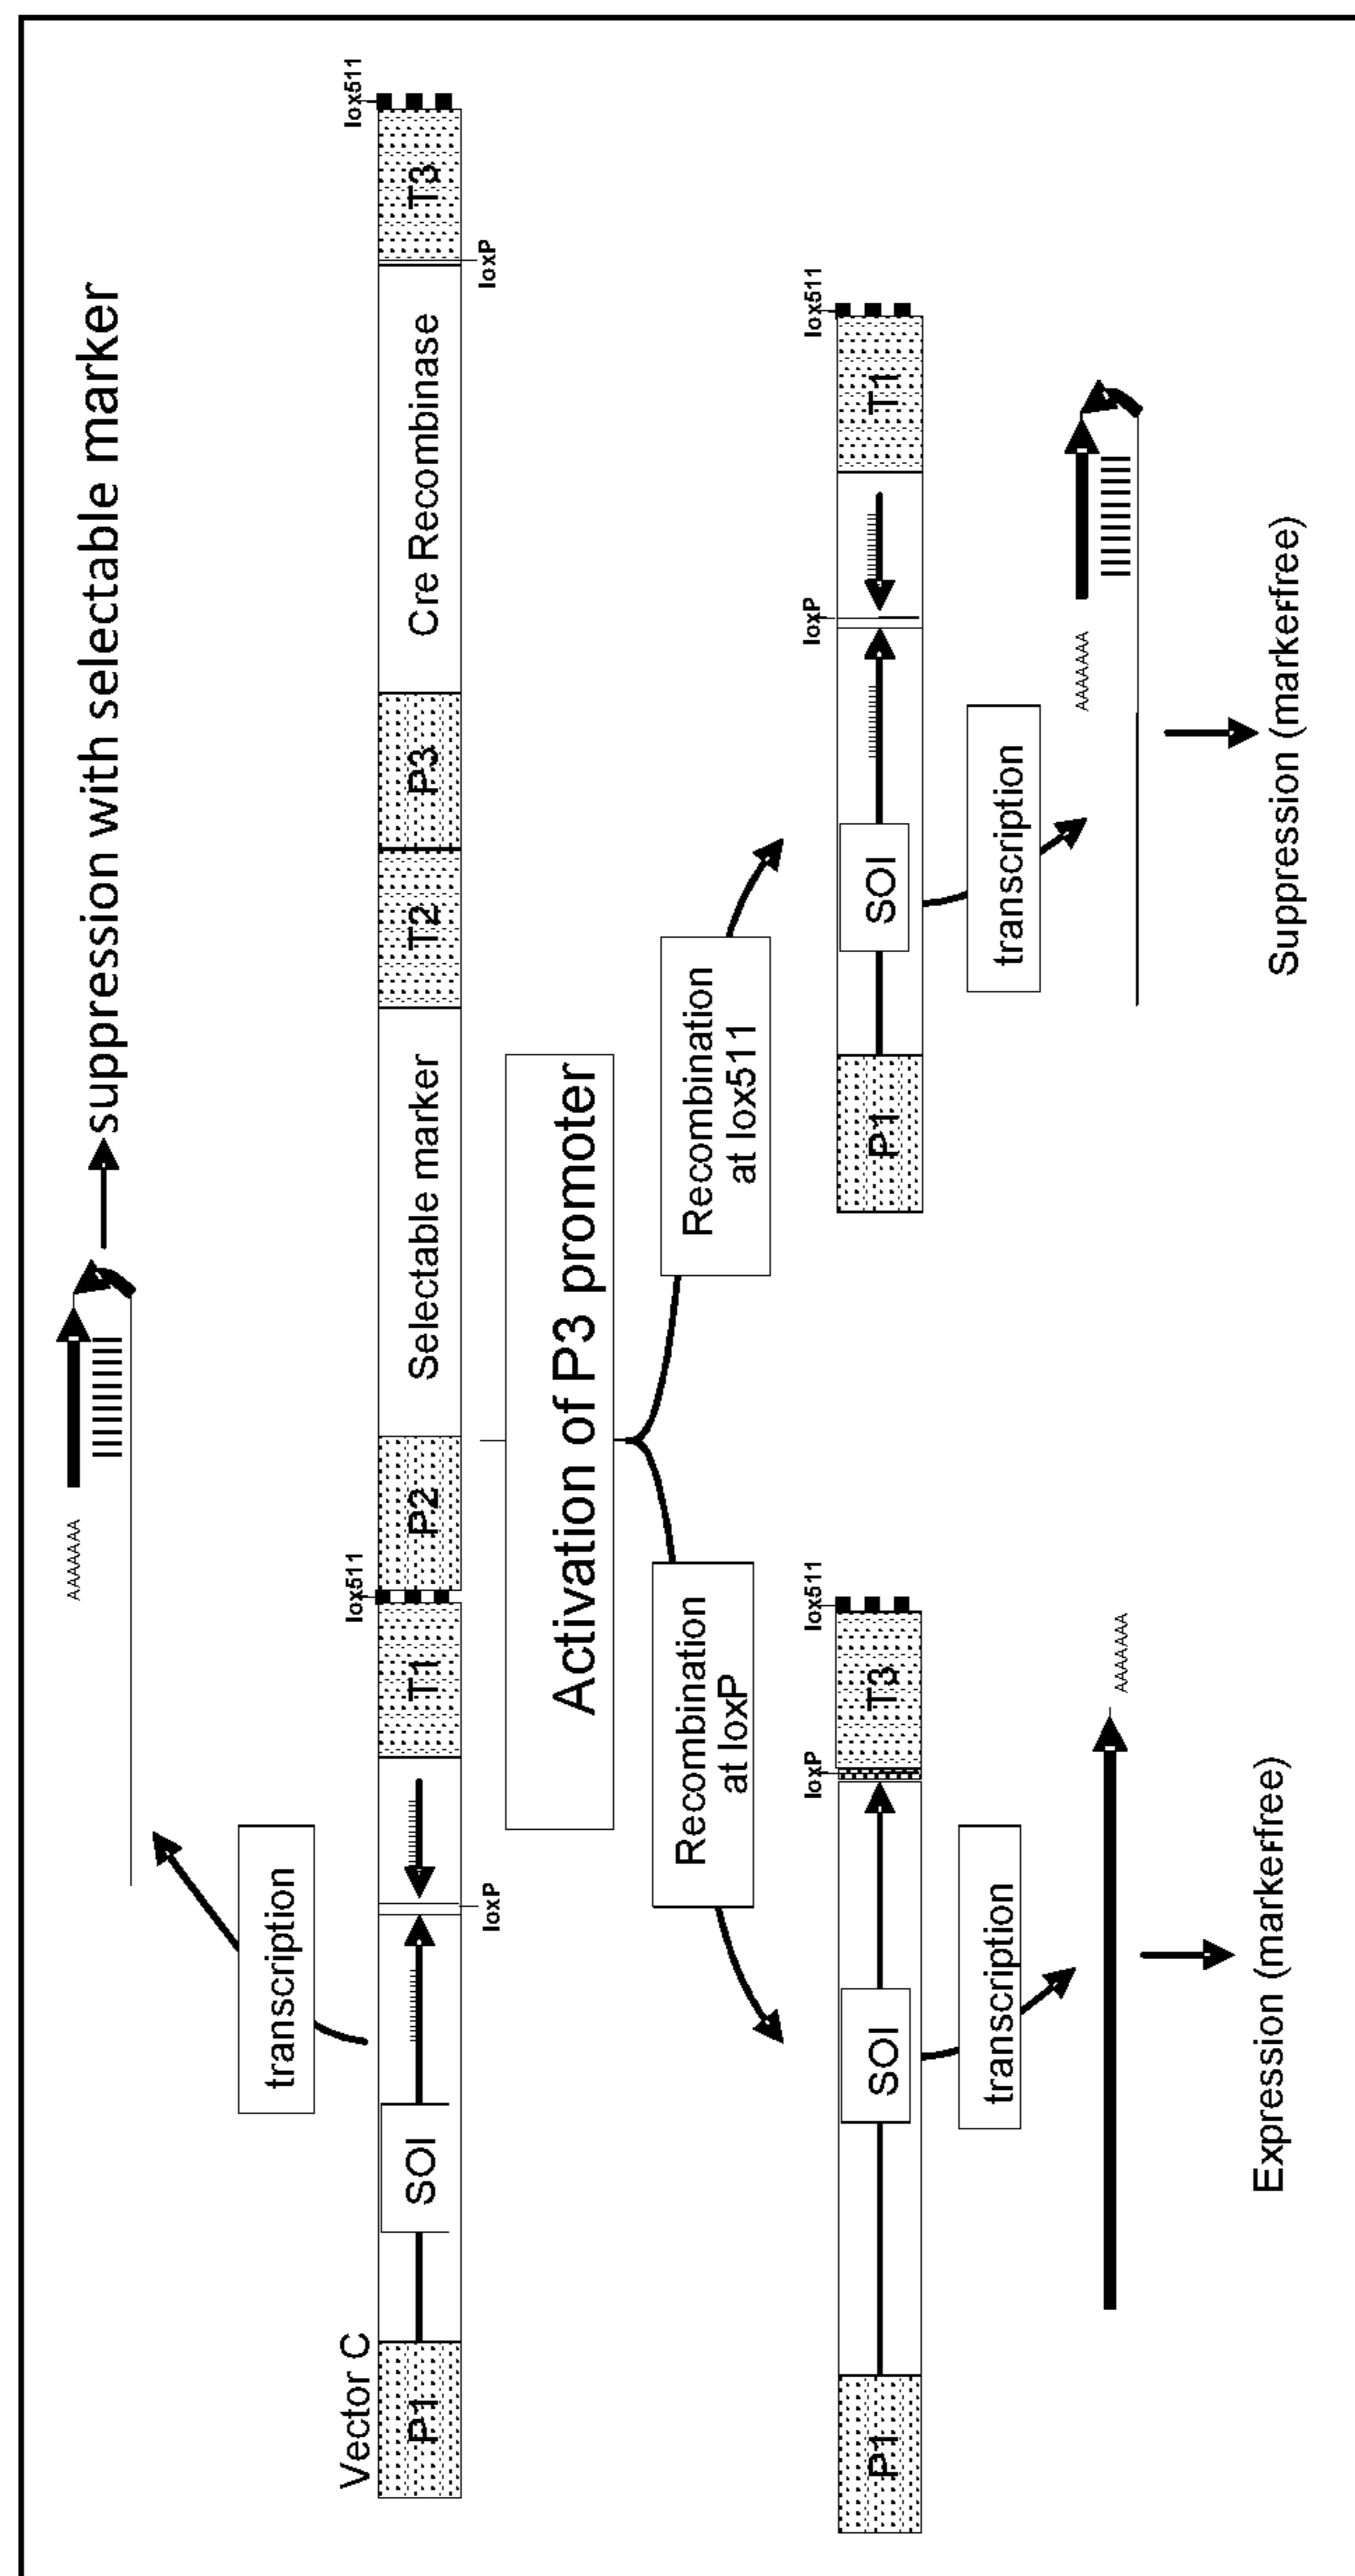 AAAAAAA
suppression with selectable marker
transcription
Vector C
lox511
lox511
P1
SOI
T1
P2
Selectable marker
T2
P3
Cre Recombinase
T3
loxP
loxP
Activation of P3 promoter
Recombination
at loxP
Recombination
at lox511
loxP
lox511
P1
SOI
T3
loxP
lox511
P1
SOI
T1
transcription
AAAAAAA
transcription
AAAAAAA
Expression (markerfree)
Suppression (markerfree)